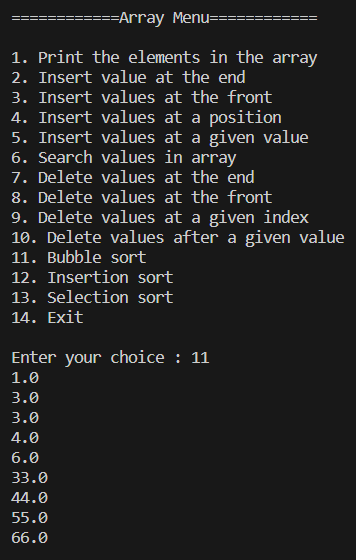 ============Array Menu============
1. Print the elements in the array
2. Insert value at the end
3. Insert values at the front
4. Insert values at a position
5. Insert values at a given value
6. Search values in array
7. Delete values at the end
8. Delete values at the front
9. Delete values at a given index
10. Delete values after a given value
11. Bubble sort
12. Insertion sort
13. Selection sort
14. Exit
Enter your choice : 11
1.0
3.0
3.0
4.0
6.0
33.0
44.0
55.0
66.0